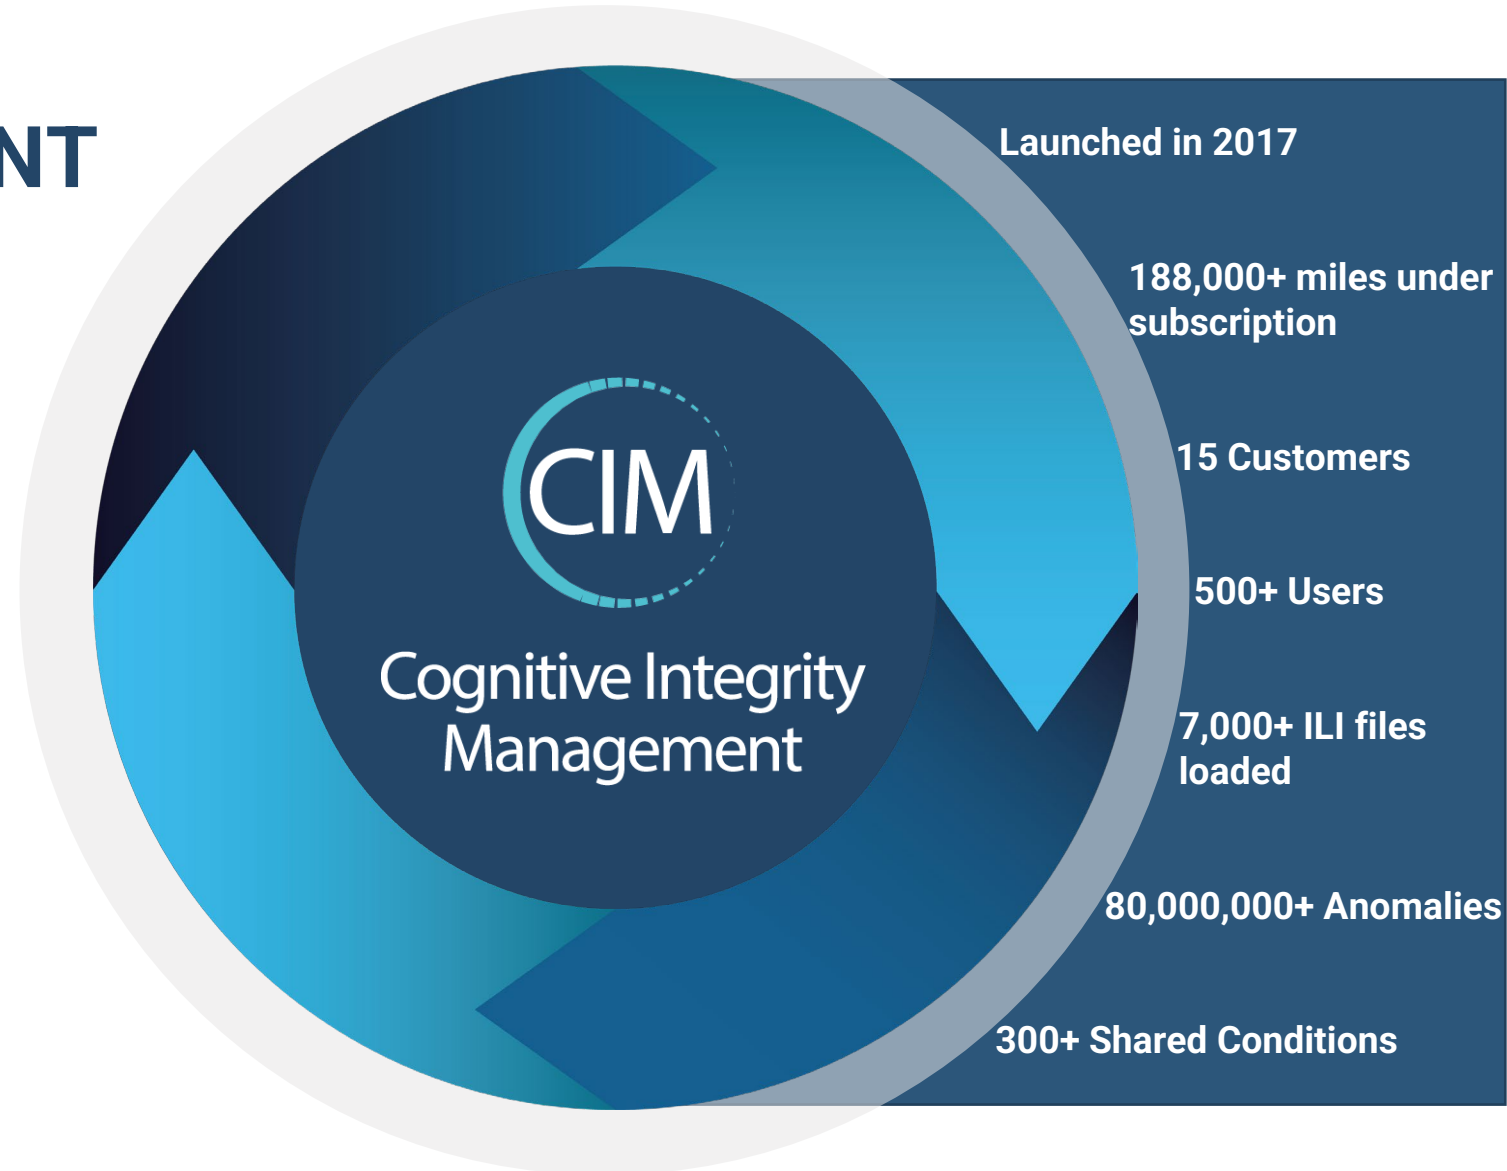 NT
Launched in 2017
188,000+ miles under
subscription
15 Customers
500+ Users
7,000+ ILI files
loaded
80,000,000+ Anomalies
300+ Shared Conditions
CIM
Cognitive Integrity
Management